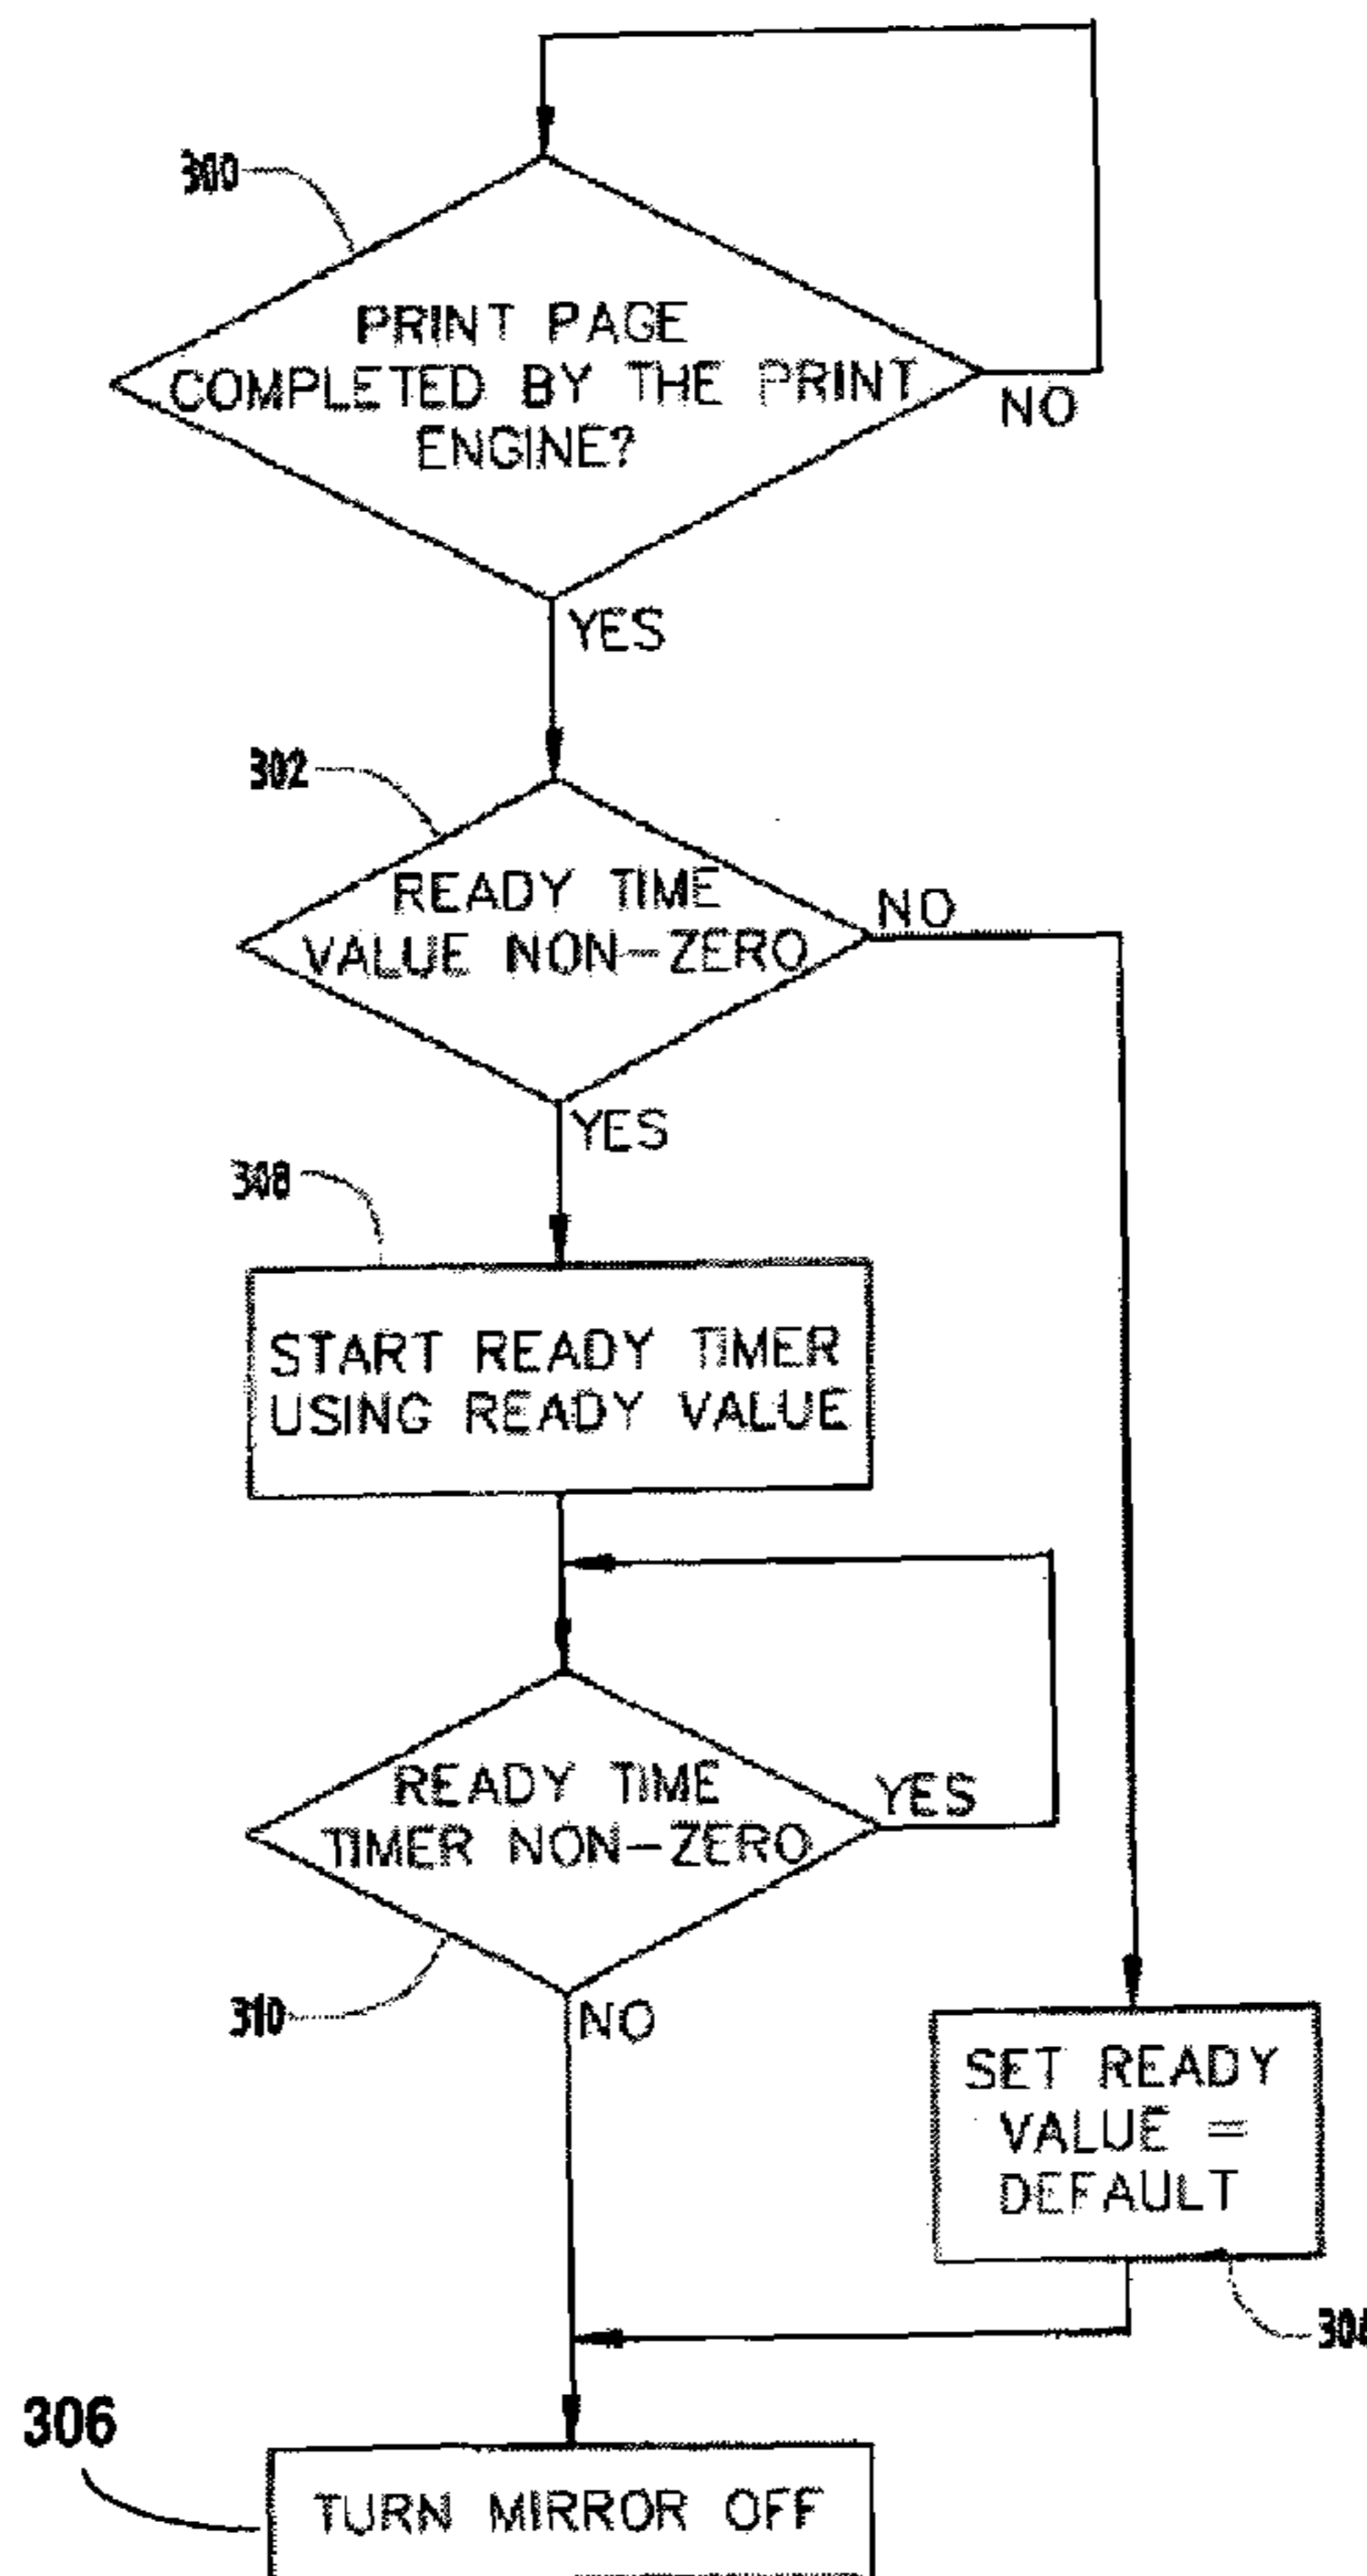 300
PRINT PAGE
COMPLETED BY THE PRINT
ENGINE?
NO
YES
302
READY TIME
VALUE NON-ZERO
NO
YES
308
START READY TIMER
USING READY VALUE
READY TIME
TIMER NON-ZERO
YES
310
NO
SET READY
VALUE =
DEFAULT
306
TURN MIRROR OFF